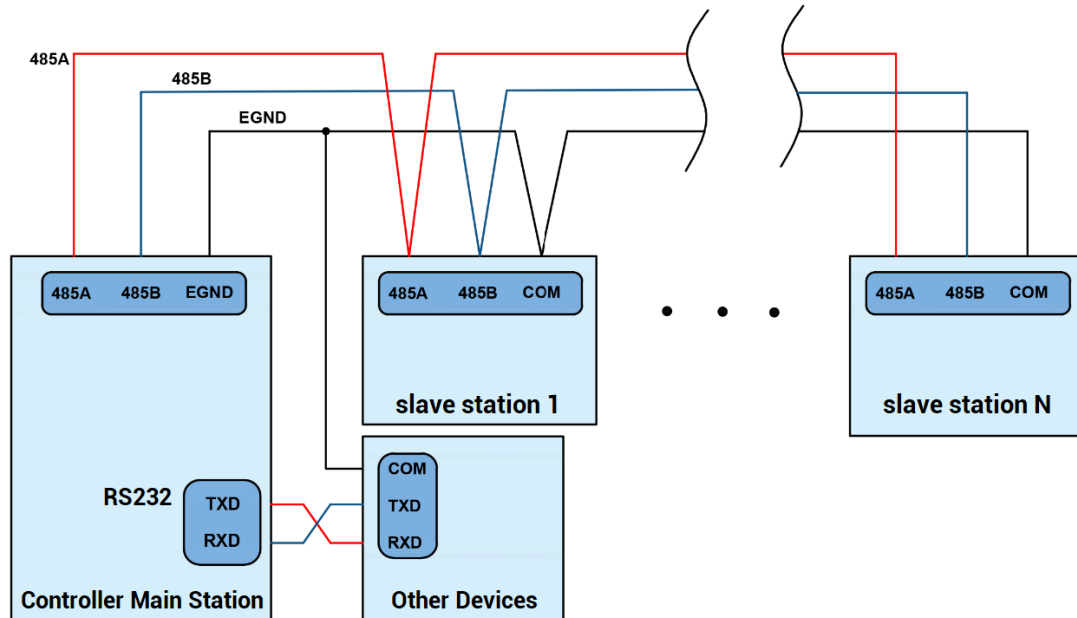 485A
485B
EGND
485A 485B EGND
485A 485B COM
485A 485B COM
slave station 1
slave station N
COM
RS232
TXD
RXD
TXD
RXD
Controller Main Station
Other Devices